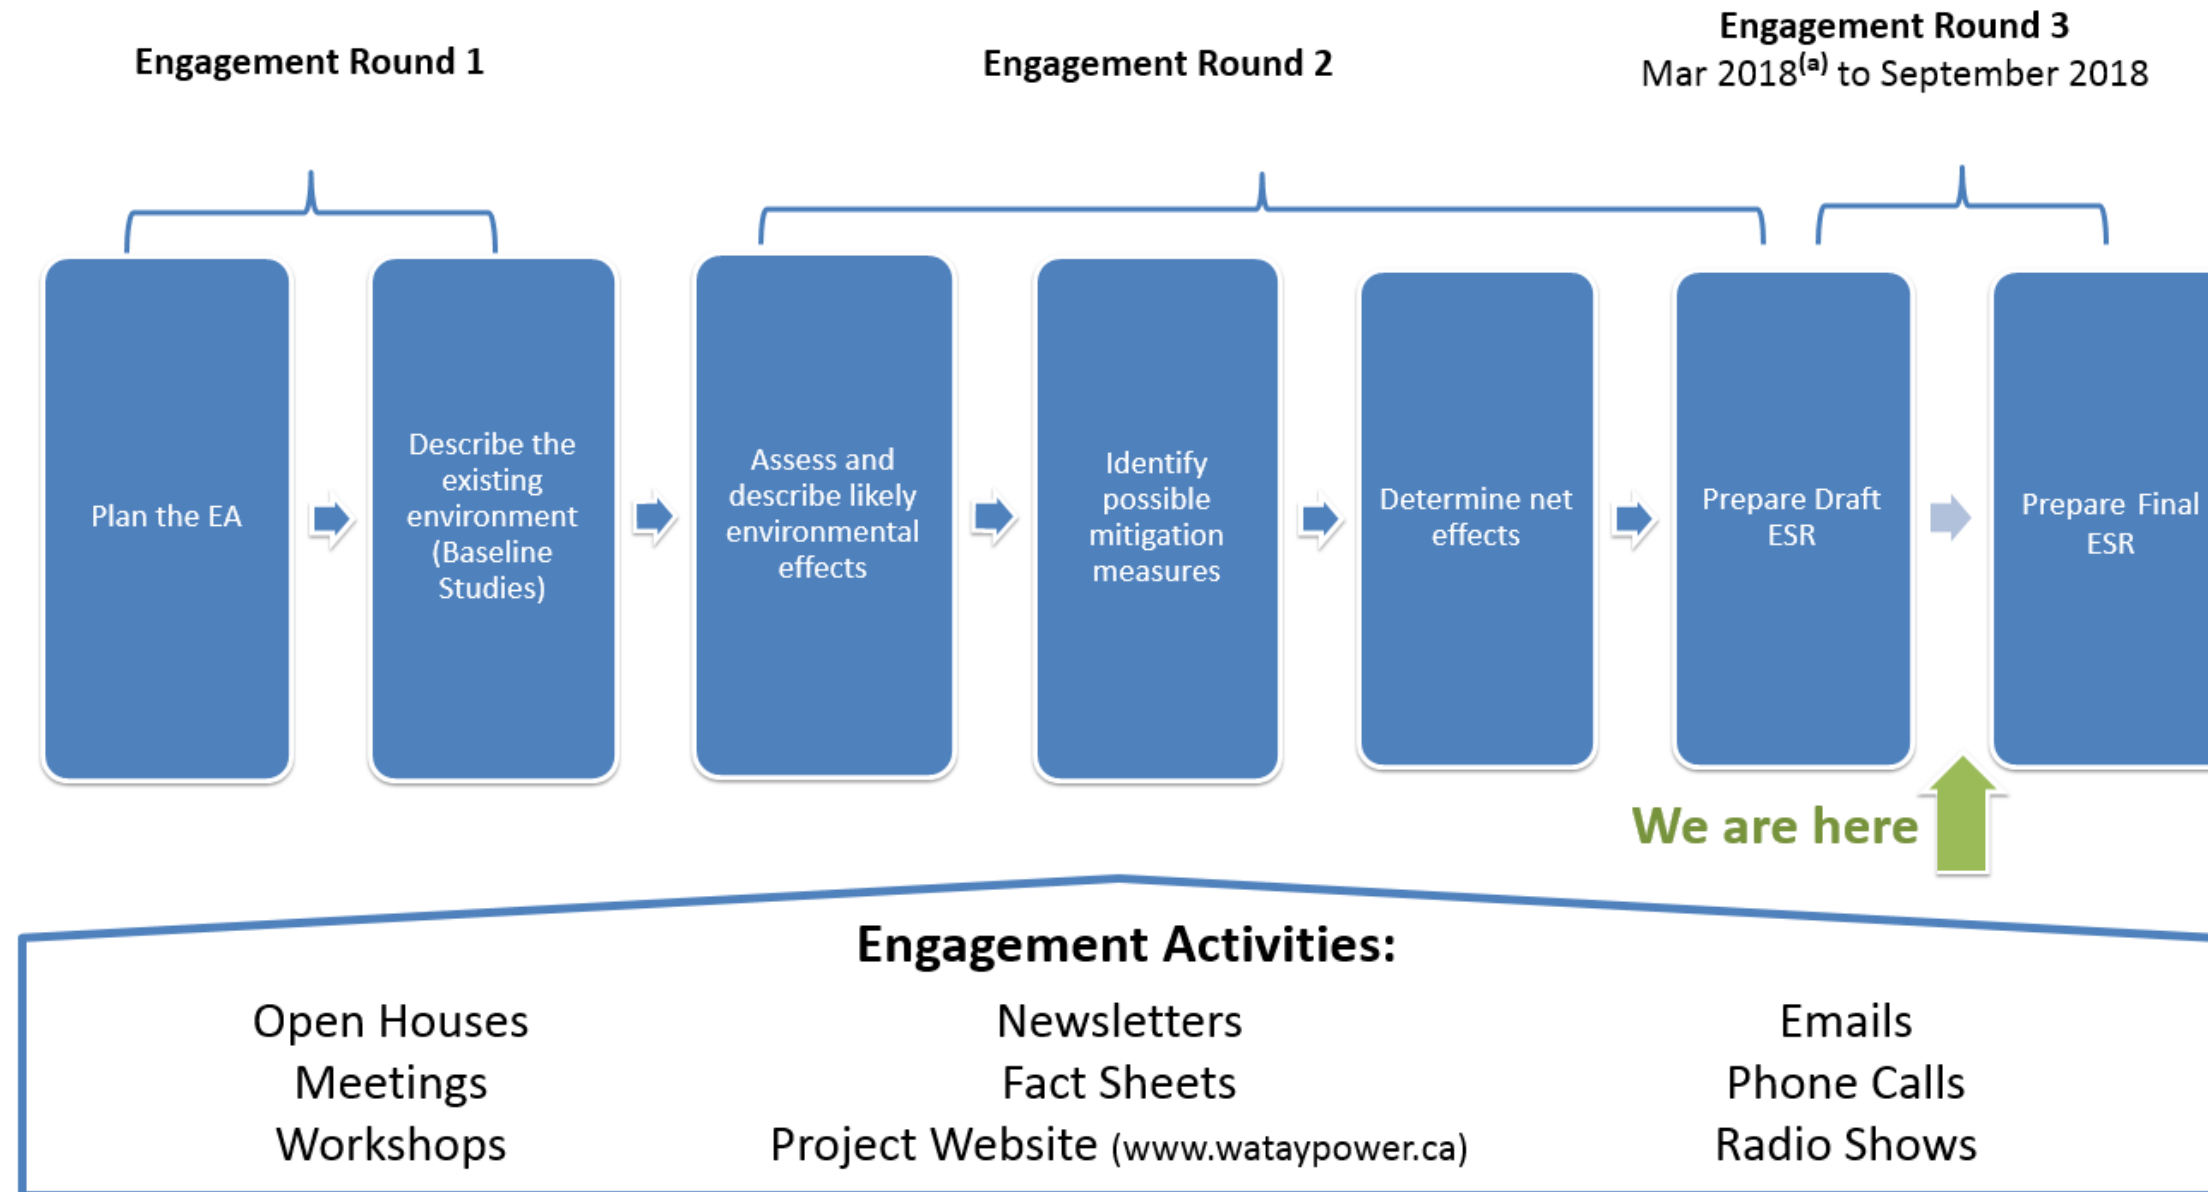 Engagement Round 1
Engagement Round 2
Engagement Round 3
Mar 2018(a) to September 2018
Plan the EA
Describe the
existing
environment
(Baseline
Studies)
Assess and
describe likely
environmental
effects
Identify
possible
mitigation
measures
Determine net
effects
Prepare Draft
ESR
Prepare Final
ESR
We are here
Engagement Activities:
Open Houses
Meetings
Workshops
Newsletters
Fact Sheets
Project Website (www.wataypower.ca)
Emails
Phone Calls
Radio Shows